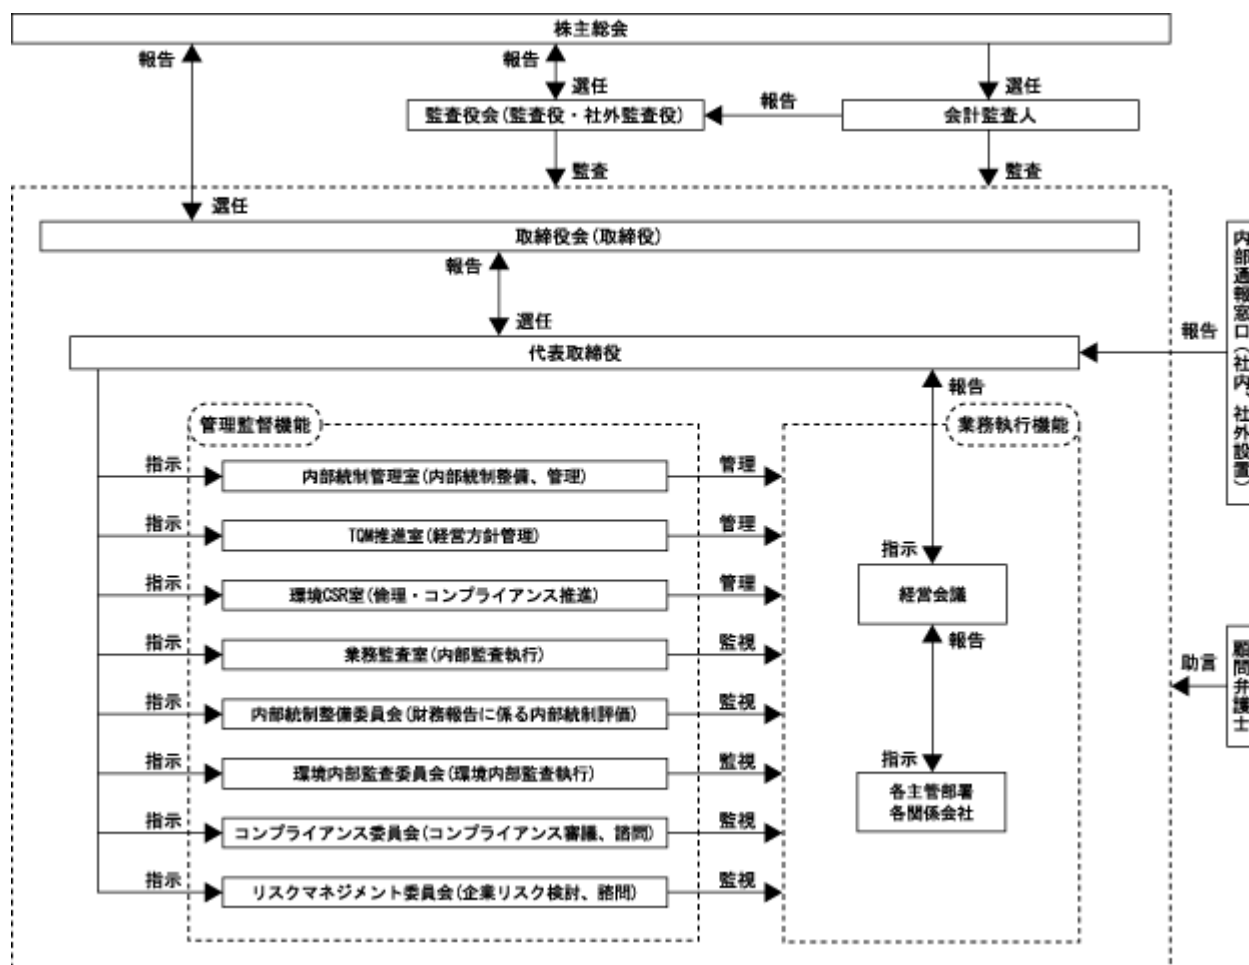 株主総会
報告
報告
選任
選任
監査役会(監査役・社外監査役)
報告
会計監査人
監査
監査
選任
取締役会(取締役)
報告
選任
代表取締役
報告
内部通報窓口(社内、社外設置)
報告
管理監督機能
業務執行機能
指示
内部統制管理室(内部統制整備、管理)
管理
指示
TQM推進室(経営方針管理)
管理
指示
環境CSR室(倫理・コンプライアンス推進)
管理
指示
経営会議
指示
業務監査室(内部監査執行)
監視
報告
指示
内部統制整備委員会(財務報告に係る内部統制評価)
監視
助言
顧問弁護士
指示
環境内部監査委員会(環境内部監査執行)
監視
指示
各主管部署
各関係会社
指示
コンプライアンス委員会(コンプライアンス審議、諮問)
監視
指示
リスクマネジメント委員会(企業リスク検討、諮問)
監視